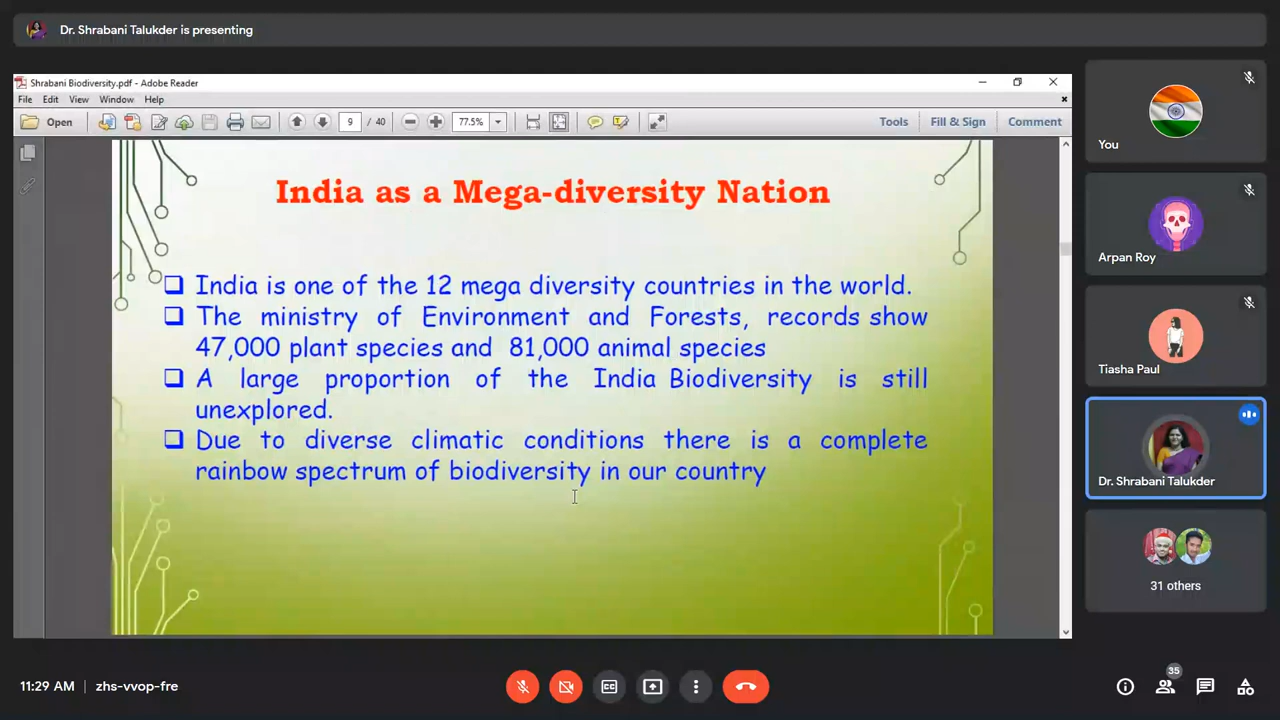 Dr. Shrabani Talukder is presenting
Shrabani Biodiversity.pdf - Adobe Reader
File Edit View Window Help
Open 9 / 40 77.5% Tools Fill & Sign Comment
India as a Mega-diversity Nation
India is one of the 12 mega diversity countries in the world.
The ministry of Environment and Forests, records show
47,000 plant species and 81,000 animal species
A large proportion of the India Biodiversity is still
unexplored.
Due to diverse climatic conditions there is a complete
rainbow spectrum of biodiversity in our country
You
Arpan Roy
Tiasha Paul
Dr. Shrabani Talukder
31 others
11:29 AM | zhs-vvop-fre
CC
35